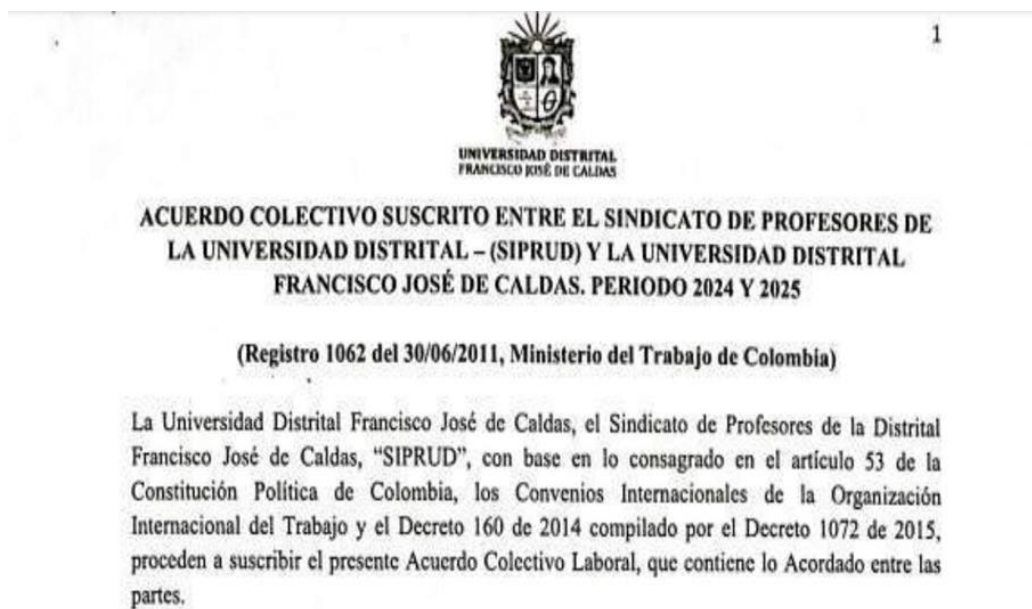 1
UNIVERSIDAD DISTRITAL
FRANCISCO JOSÉ DE CALDAS
ACUERDO COLECTIVO SUSCRITO ENTRE EL SINDICATO DE PROFESORES DE
LA UNIVERSIDAD DISTRITAL – (SIPRUD) Y LA UNIVERSIDAD DISTRITAL
FRANCISCO JOSÉ DE CALDAS. PERIODO 2024 Y 2025
(Registro 1062 del 30/06/2011, Ministerio del Trabajo de Colombia)
La Universidad Distrital Francisco José de Caldas, el Sindicato de Profesores de la Distrital
Francisco José de Caldas, “SIPRUD”, con base en lo consagrado en el artículo 53 de la
Constitución Política de Colombia, los Convenios Internacionales de la Organización
Internacional del Trabajo y el Decreto 160 de 2014 compilado por el Decreto 1072 de 2015,
proceden a suscribir el presente Acuerdo Colectivo Laboral, que contiene lo Acordado entre las
partes.